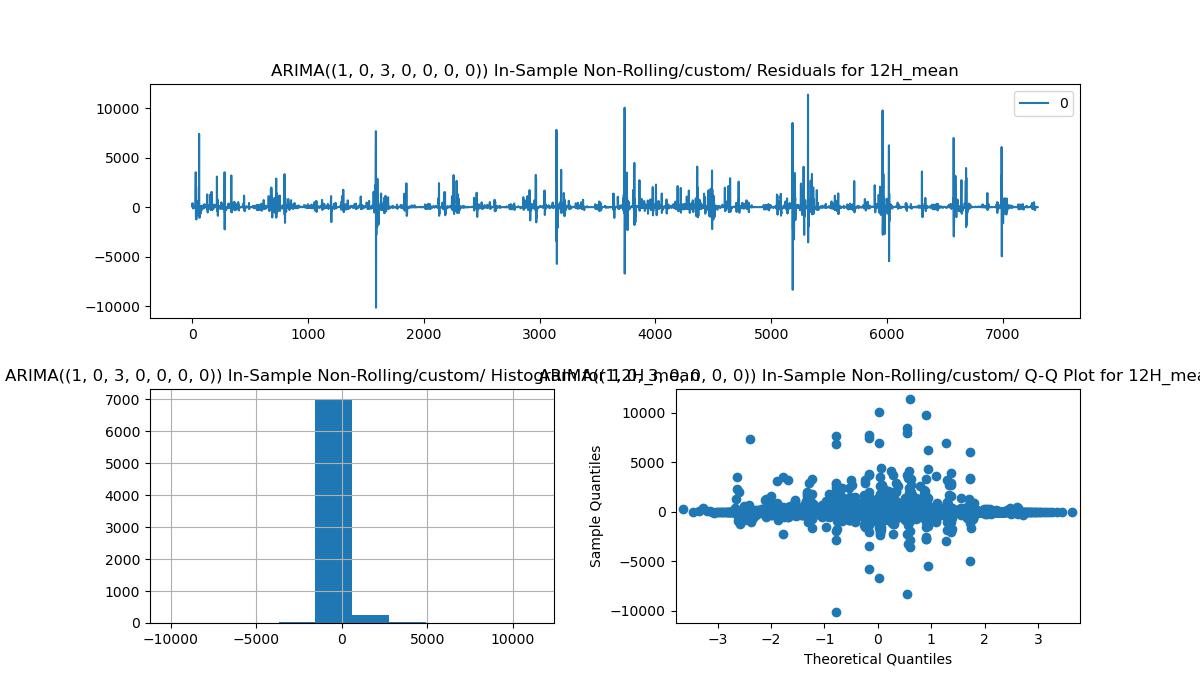 ARIMA((1, 0, 3, 0, 0, 0, 0)) In-Sample Non-Rolling/custom/ Residuals for 12H_mean
10000
5000
0
−5000
−10000
0
0 1000 2000 3000 4000 5000 6000 7000
ARIMA((1, 0, 3, 0, 0, 0, 0)) In-Sample Non-Rolling/custom/ Histogram for 12H_mean
7000
6000
5000
4000
3000
2000
1000
0
−10000 −5000 0 5000 10000
ARIMA((1, 0, 3, 0, 0, 0, 0)) In-Sample Non-Rolling/custom/ Q-Q Plot for 12H_mea
Sample Quantiles
10000
5000
0
−5000
−10000
−3 −2 −1 0 1 2 3
Theoretical Quantiles